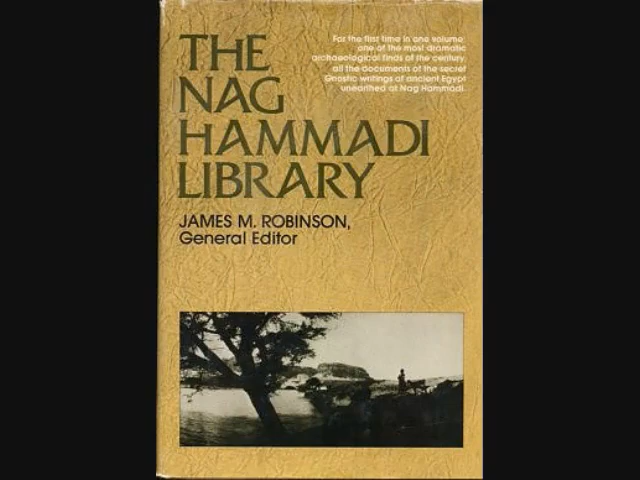 THE
NAG
HAMMADI
LIBRARY
For the first time in one volume:
one of the most dramatic
archaeological finds of the century,
all the documents of the secret
Gnostic writings of ancient Egypt
unearthed at Nag Hammadi.
JAMES M. ROBINSON,
General Editor